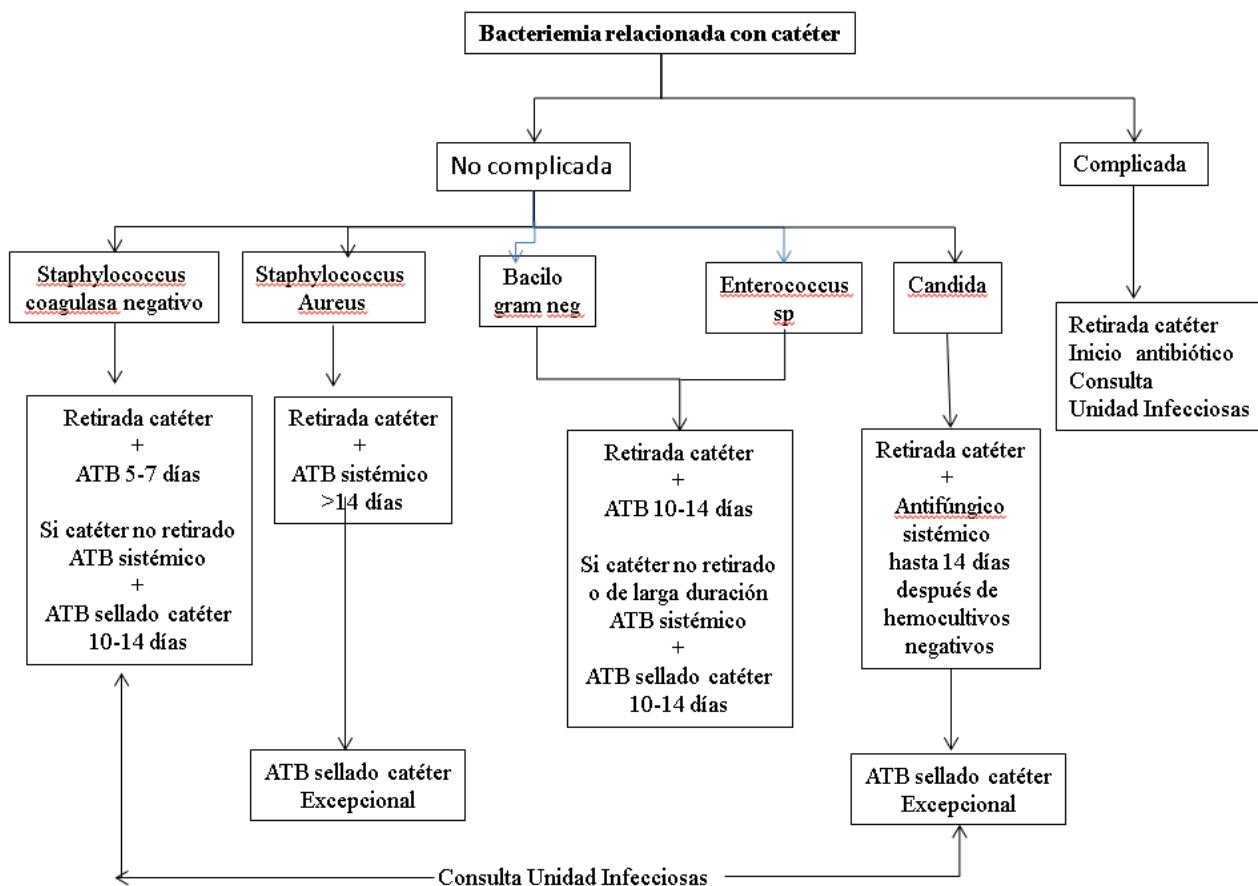 Bacteriemia relacionada con catéter
No complicada
Complicada
Staphylococcus
coagulasa negativo
Staphylococcus
Aureus
Bacilo
gram neg
Enterococcus
sp
Candida
Retirada catéter
Inicio antibiótico
Consulta
Unidad Infecciosas
Retirada catéter
+
ATB 5-7 días
Si catéter no retirado
ATB sistémico
+
ATB sellado catéter
10-14 días
Retirada catéter
+
ATB sistémico
>14 días
Retirada catéter
+
ATB 10-14 días
Si catéter no retirado
o de larga duración
ATB sistémico
+
ATB sellado catéter
10-14 días
Retirada catéter
+
Antifúngico
sistémico
hasta 14 días
después de
hemocultivos
negativos
ATB sellado catéter
Excepcional
ATB sellado catéter
Excepcional
Consulta Unidad Infecciosas